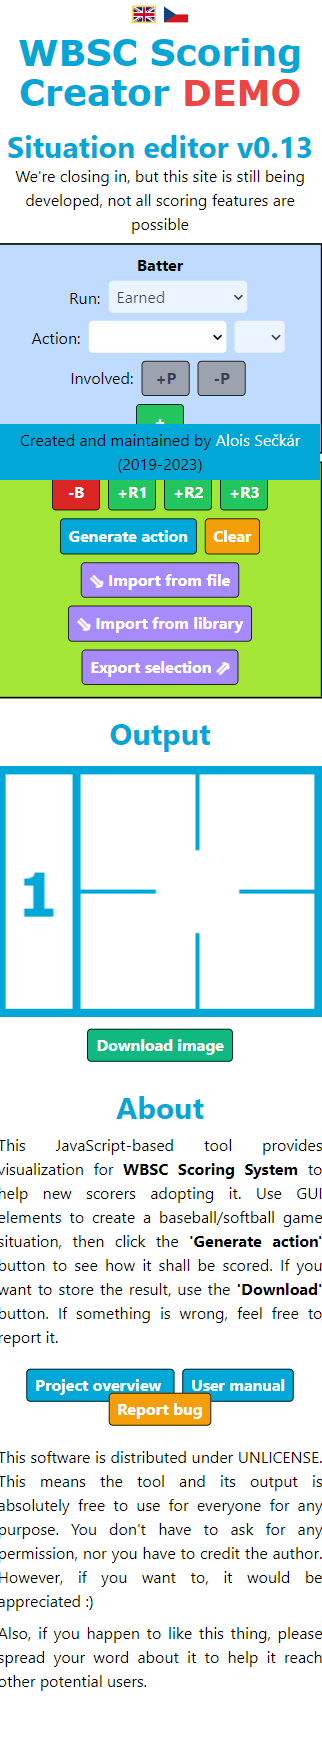 WBSC Scoring
Creator DEMO
Situation editor v0.13
We're closing in, but this site is still being
developed, not all scoring features are
possible
Batter
Run: Earned
Action:
Involved: +P -P
+
Created and maintained by Alois Sečkár
(2019-2023)
-B +R1 +R2 +R3
Generate action Clear
⇘ Import from file
⇘ Import from library
Export selection ⇗
Output
1
Download image
About
This JavaScript-based tool provides
visualization for WBSC Scoring System to
help new scorers adopting it. Use GUI
elements to create a baseball/softball game
situation, then click the 'Generate action'
button to see how it shall be scored. If you
want to store the result, use the 'Download'
button. If something is wrong, feel free to
report it.
Project overview User manual
Report bug
This software is distributed under UNLICENSE.
This means the tool and its output is
absolutely free to use for everyone for any
purpose. You don't have to ask for any
permission, nor you have to credit the author.
However, if you want to, it would be
appreciated :)
Also, if you happen to like this thing, please
spread your word about it to help it reach
other potential users.